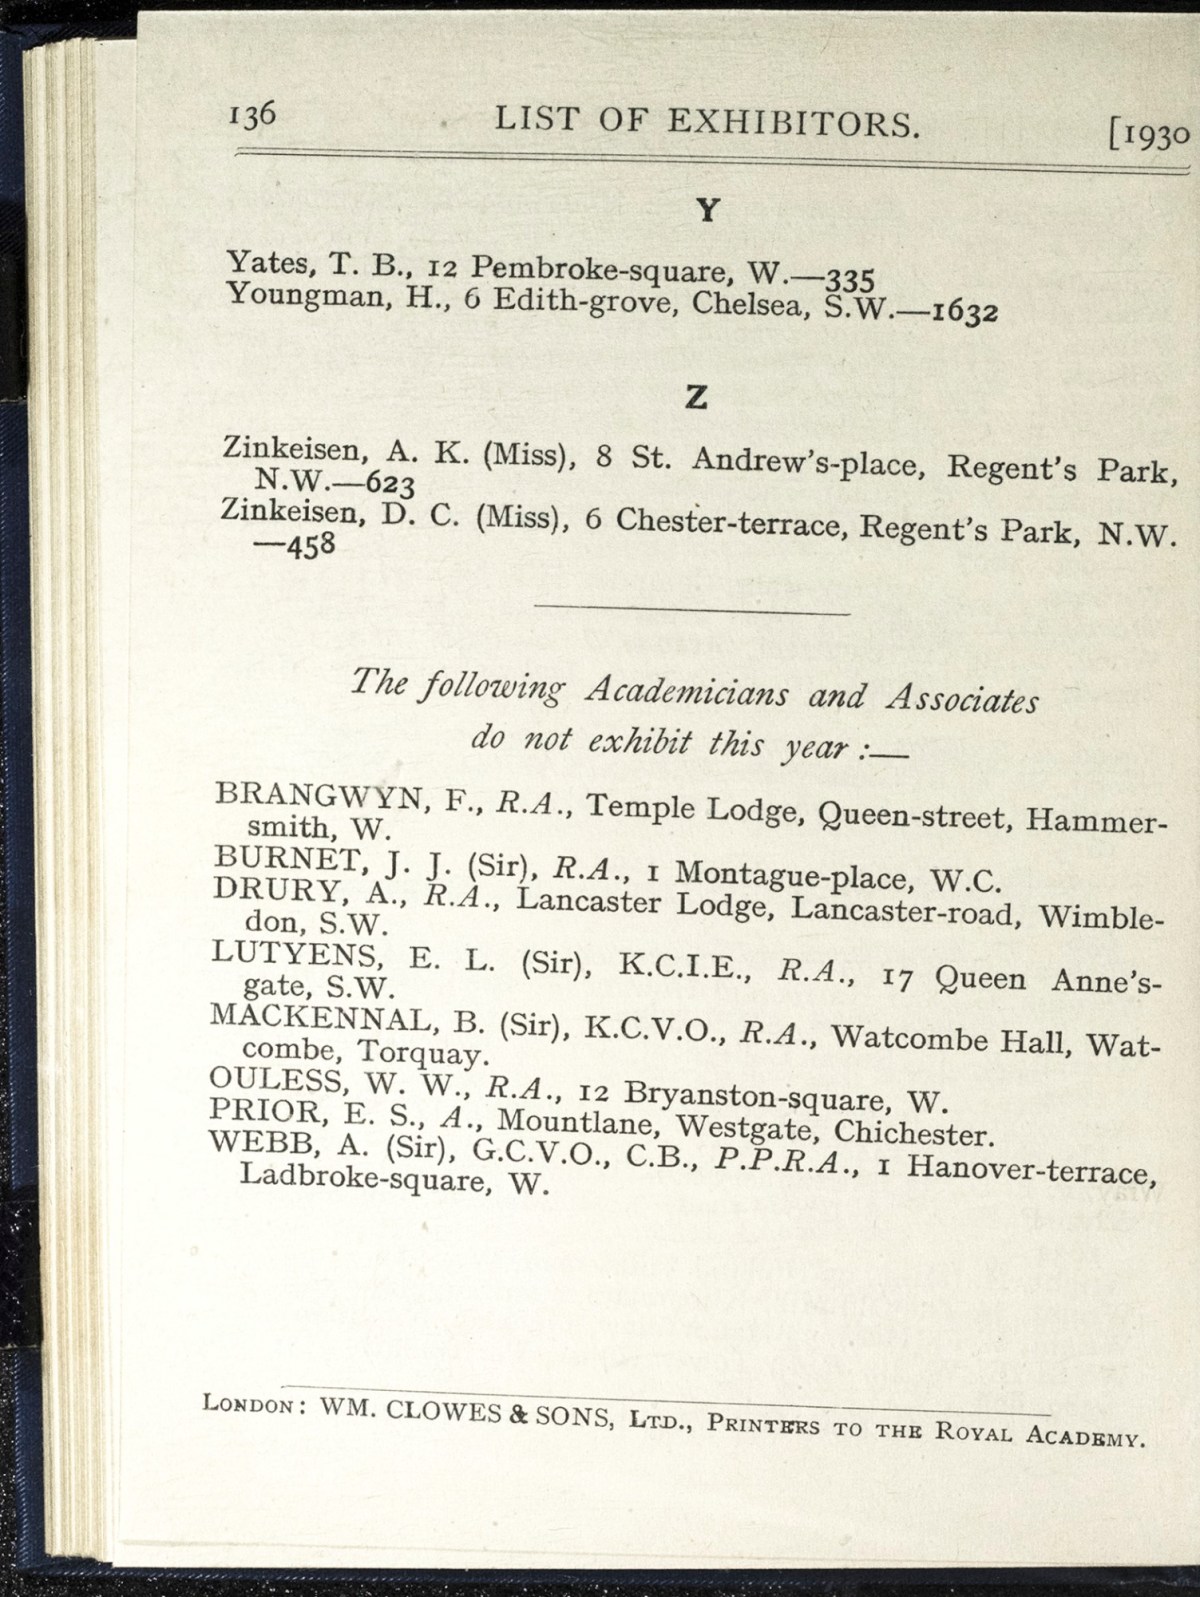 136 LIST OF EXHIBITORS. [1930
Y
Yates, T. B., 12 Pembroke-square, W.—335
Youngman, H., 6 Edith-grove, Chelsea, S.W.—1632
Z
Zinkeisen, A. K. (Miss), 8 St. Andrew's-place, Regent's Park,
N.W.—623
Zinkeisen, D. C. (Miss), 6 Chester-terrace, Regent's Park, N.W.
—458
The following Academicians and Associates
do not exhibit this year :—
BRANGWYN, F., R.A., Temple Lodge, Queen-street, Hammer-
smith, W.
BURNET, J. J. (Sir), R.A., 1 Montague-place, W.C.
DRURY, A., R.A., Lancaster Lodge, Lancaster-road, Wimble-
don, S.W.
LUTYENS, E. L. (Sir), K.C.I.E., R.A., 17 Queen Anne's-
gate, S.W.
MACKENNAL, B. (Sir), K.C.V.O., R.A., Watcombe Hall, Wat-
combe, Torquay.
OULESS, W. W., R.A., 12 Bryanston-square, W.
PRIOR, E. S., A., Mountlane, Westgate, Chichester.
WEBB, A. (Sir), G.C.V.O., C.B., P.P.R.A., 1 Hanover-terrace,
Ladbroke-square, W.
LONDON: WM. CLOWES & SONS, LTD., PRINTERS TO THE ROYAL ACADEMY.